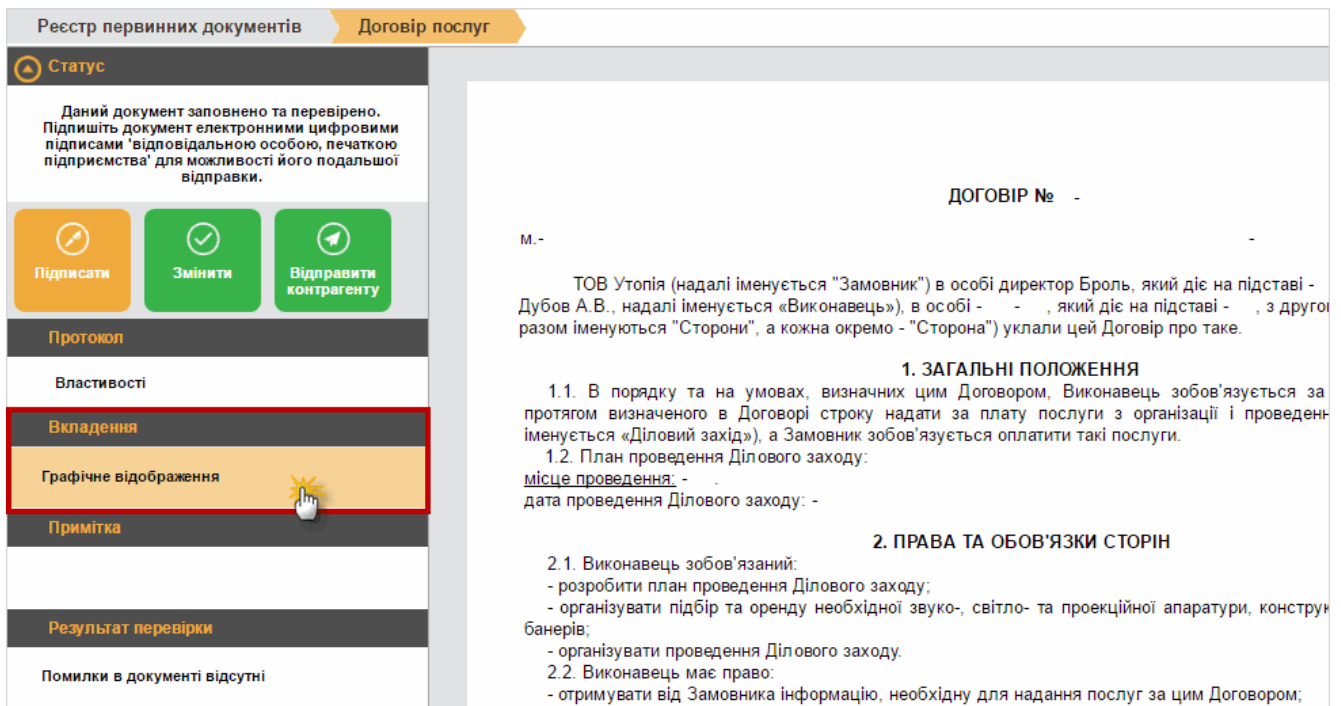 Реєстр первинних документів
Договір послуг
Статус
Даний документ заповнено та перевірено.
Підпишіть документ електронними цифровими
підписами 'відповідальною особою, печаткою
підприємства' для можливості його подальшої
відправки.
Підписати
Змінити
Відправити
контрагенту
Протокол
Властивості
Вкладення
Графічне відображення
Примітка
Результат перевірки
Помилки в документі відсутні
ДОГОВІР № -
м.- -
ТОВ Утопія (надалі іменується "Замовник") в особі директор Броль, який діє на підставі -
Дубов А.В., надалі іменується «Виконавець»), в особі - - , який діє на підставі - , з
разом іменуються "Сторони", а кожна окремо - "Сторона") уклали цей Договір про таке.
1. ЗАГАЛЬНІ ПОЛОЖЕННЯ
1.1. В порядку та на умовах, визначних цим Договором, Виконавець зобов'язується за
протягом визначеного в Договорі строку надати за плату послуги з організації і
іменується «Діловий захід»), а Замовник зобов'язується оплатити такі послуги.
1.2. План проведення Ділового заходу:
місце проведення: - .
дата проведення Ділового заходу: -
2. ПРАВА ТА ОБОВ'ЯЗКИ СТОРІН
2.1. Виконавець зобов'язаний:
- розробити план проведення Ділового заходу;
- організувати підбір та оренду необхідної звуко-, світло- та проекційної апаратури,
банерів;
- організувати проведення Ділового заходу.
2.2. Виконавець має право:
- отримувати від Замовника інформацію, необхідну для надання послуг за цим Договором;